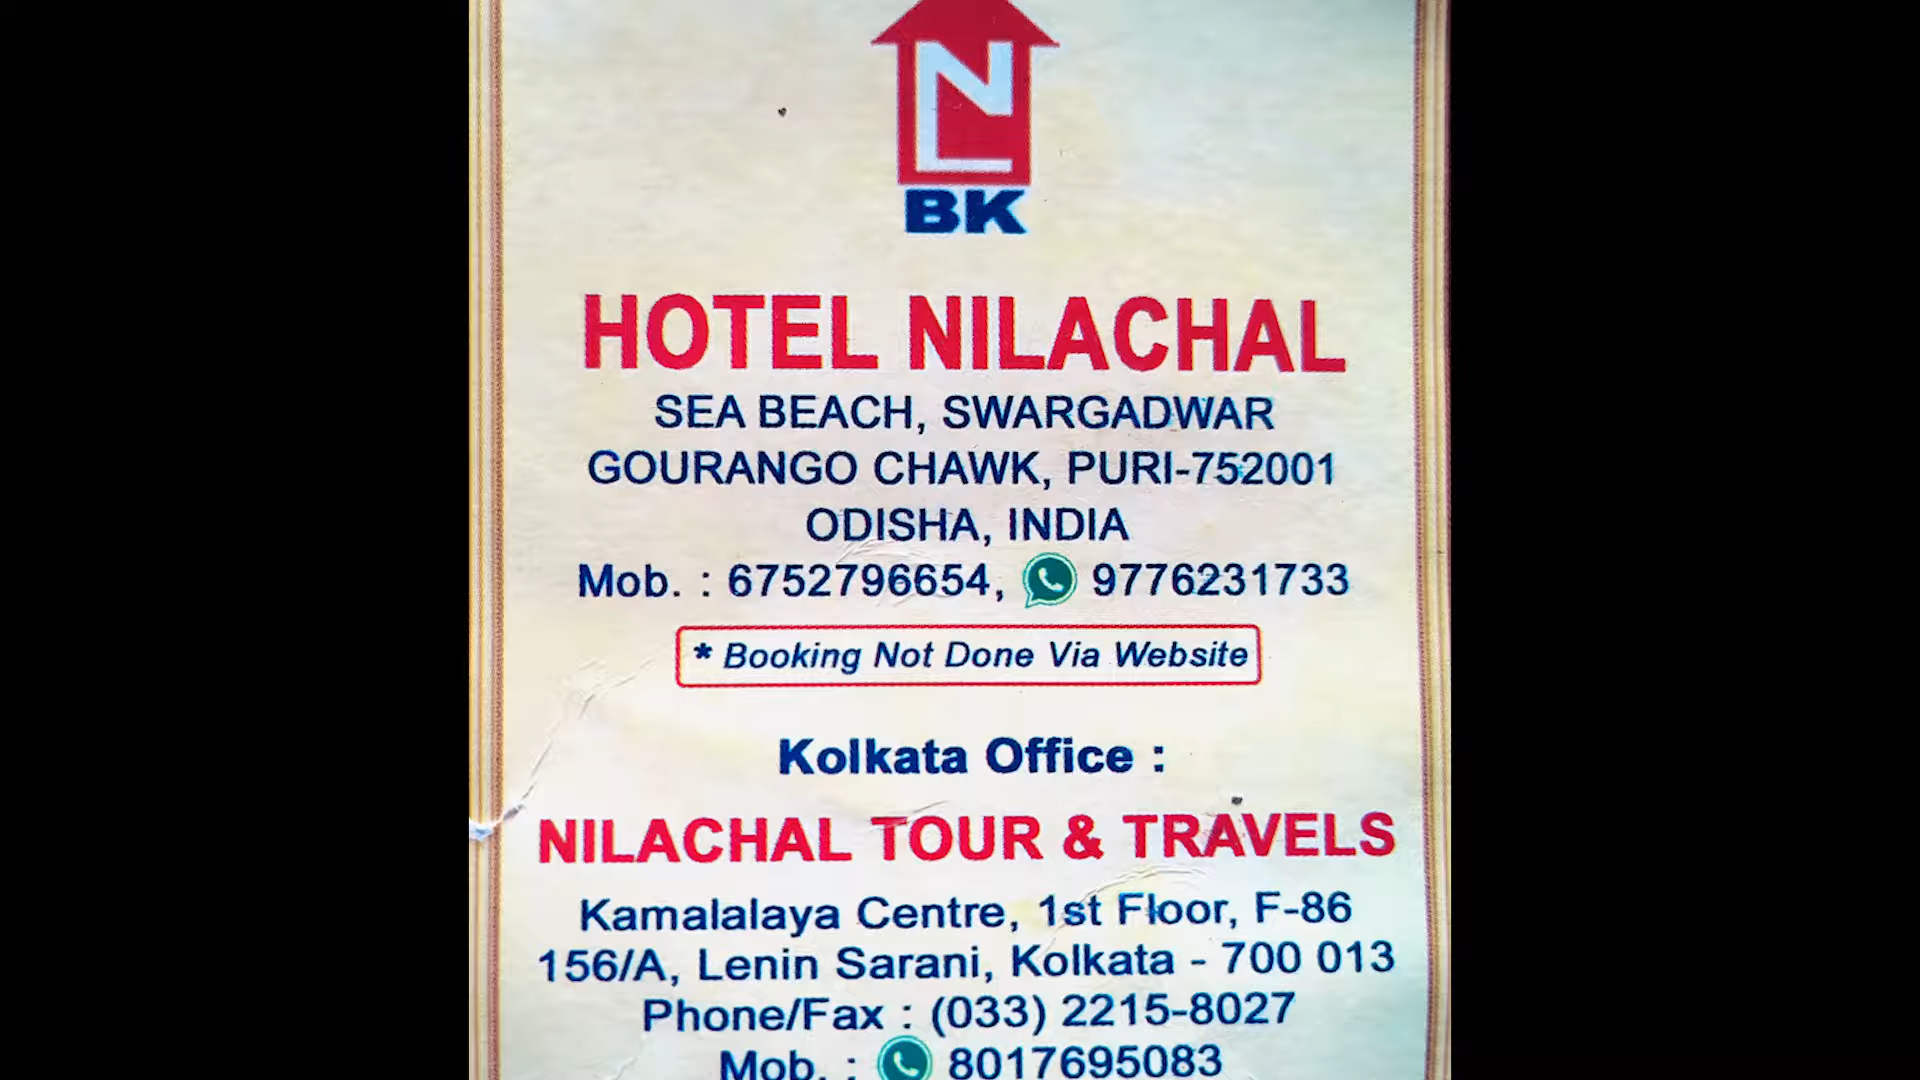 NL
BK
HOTEL NILACHAL
SEA BEACH, SWARGADWAR
GOURANGO CHAWK, PURI-752001
ODISHA, INDIA
Mob. : 6752796654, 9776231733
* Booking Not Done Via Website
Kolkata Office :
NILACHAL TOUR & TRAVELS
Kamalalaya Centre, 1st Floor, F-86
156/A, Lenin Sarani, Kolkata - 700 013
Phone/Fax : (033) 2215-8027
Mob. : 8017695083